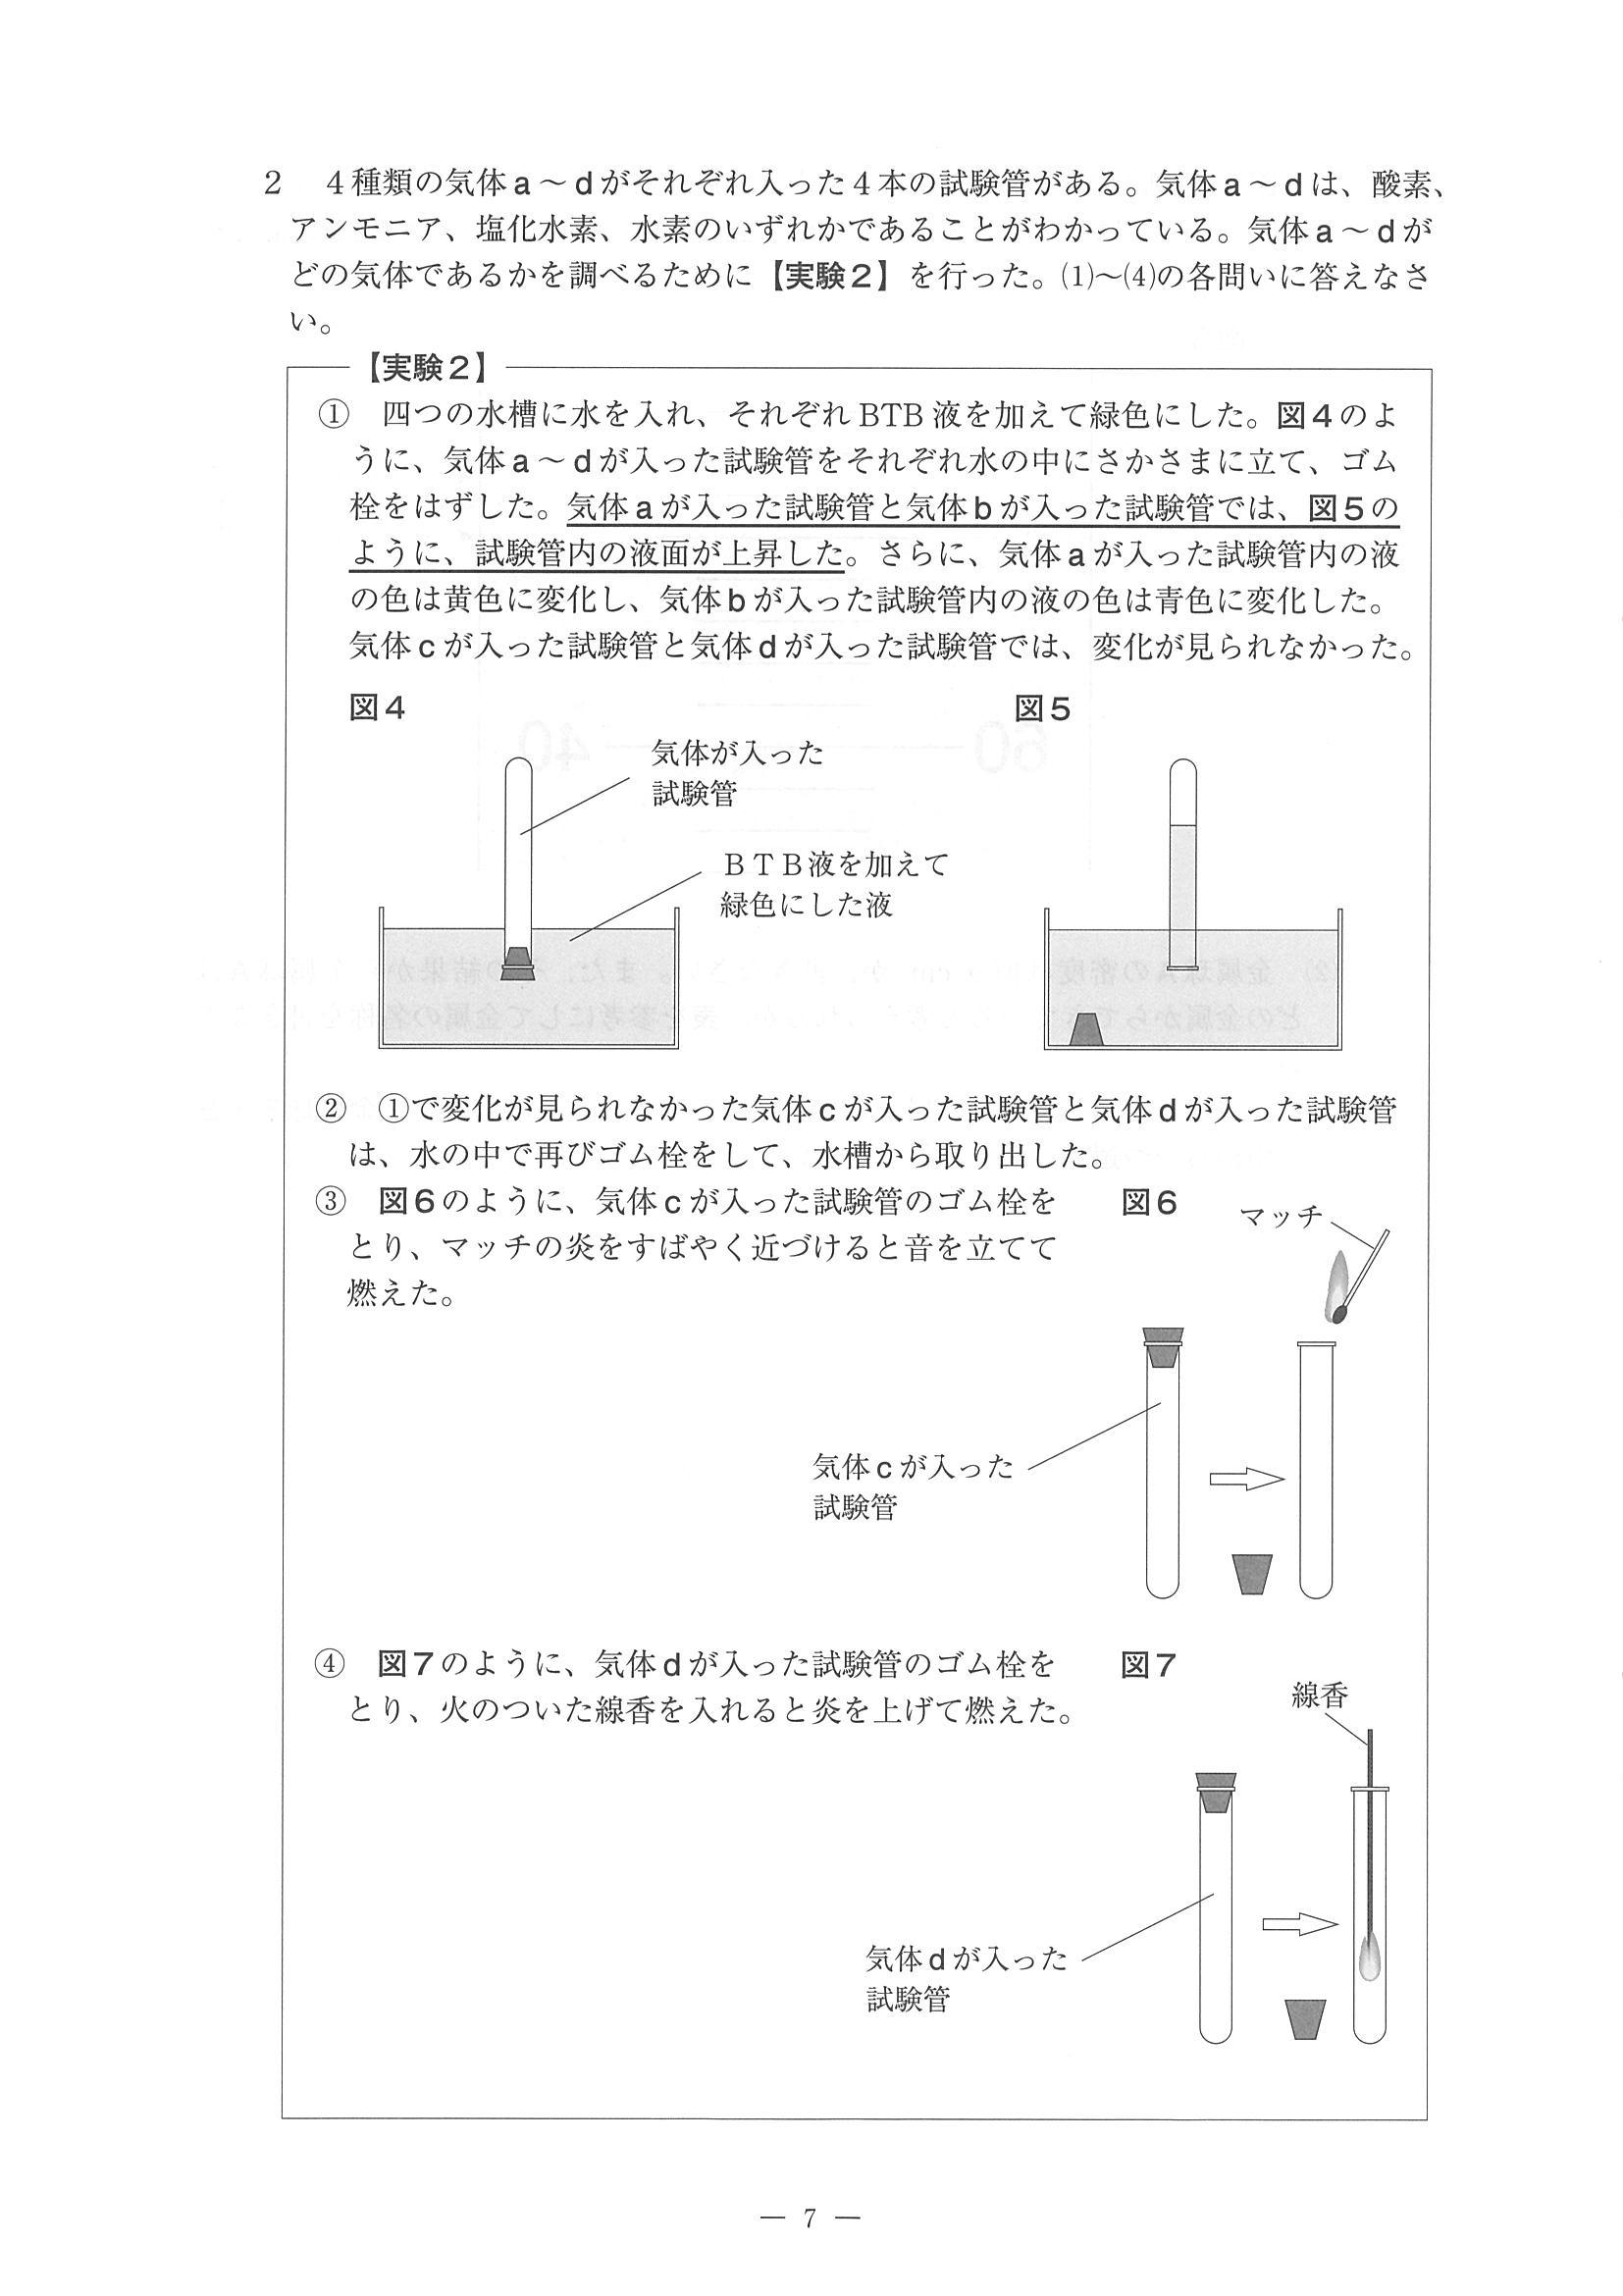 2　4種類の気体a～dがそれぞれ入った4本の試験管がある。気体a～dは、酸素、
アンモニア、塩化水素、水素のいずれかであることがわかっている。気体a～dが
どの気体であるかを調べるために【実験2】を行った。(1)～(4)の各問いに答えなさ
い。
【実験2】
①　四つの水槽に水を入れ、それぞれBTB液を加えて緑色にした。図4のよ
うに、気体a～dが入った試験管をそれぞれ水の中にさかさまに立て、ゴム
栓をはずした。気体aが入った試験管と気体bが入った試験管では、図5の
ように、試験管内の液面が上昇した。さらに、気体aが入った試験管内の液
の色は黄色に変化し、気体bが入った試験管内の液の色は青色に変化した。
気体cが入った試験管と気体dが入った試験管では、変化が見られなかった。
図4
気体が入った
試験管
BTB液を加えて
緑色にした液
図5
②　①で変化が見られなかった気体cが入った試験管と気体dが入った試験管
は、水の中で再びゴム栓をして、水槽から取り出した。
③　図6のように、気体cが入った試験管のゴム栓を
とり、マッチの炎をすばやく近づけると音を立てて
燃えた。
図6
マッチ
気体cが入った
試験管
④　図7のように、気体dが入った試験管のゴム栓を
とり、火のついた線香を入れると炎を上げて燃えた。
図7
線香
気体dが入った
試験管
— 7 —